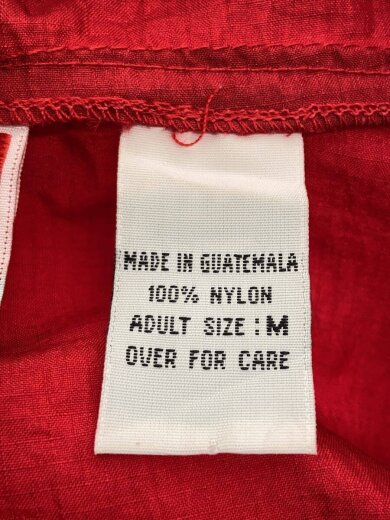 MADE IN GUATEMALA
100% NYLON
ADULT SIZE : M
OVER FOR CARE